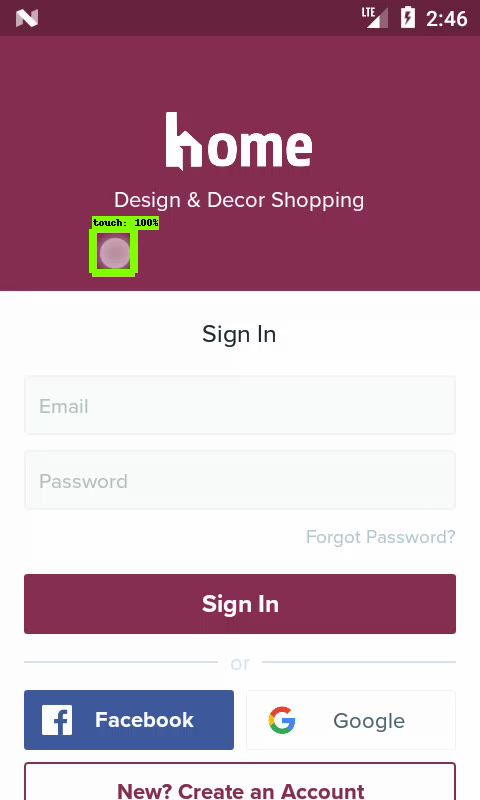 LTE 2:46
home
Design & Decor Shopping
touch: 100%
Sign In
Email
Password
Forgot Password?
Sign In
or
Facebook
Google
New? Create an Account